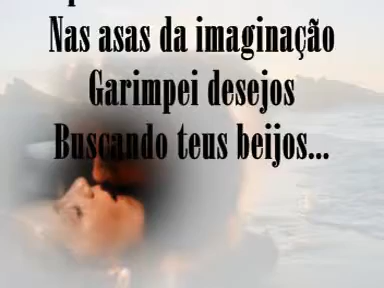 Nas asas da imaginação
Garimpei desejos
Buscando teus beijos...